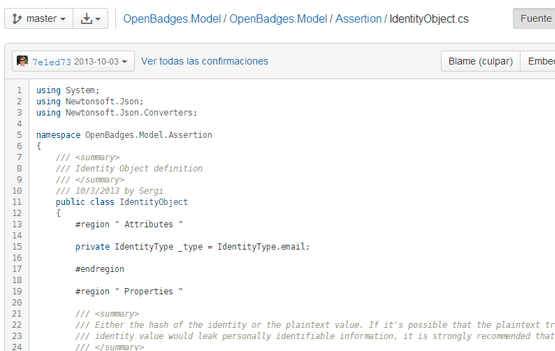 master OpenBadges.Model / OpenBadges.Model / Assertion / IdentityObject.cs Fuente
7e1ed73 2013-10-03 Ver todas las confirmaciones Blame (culpar) Embe
1 using System;
2 using Newtonsoft.Json;
3 using Newtonsoft.Json.Converters;
4
5 namespace OpenBadges.Model.Assertion
6 {
7 /// <summary>
8 /// Identity Object definition
9 /// </summary>
10 /// 10/3/2013 by Sergi
11 public class IdentityObject
12 {
13 #region " Attributes "
14
15 private IdentityType _type = IdentityType.email;
16
17 #endregion
18
19 #region " Properties "
20
21 /// <summary>
22 /// Either the hash of the identity or the plaintext value. If it's possible that the plaintext tr
23 /// identity value would leak personally identifiable information, it is strongly recommended that
24 /// </summary>